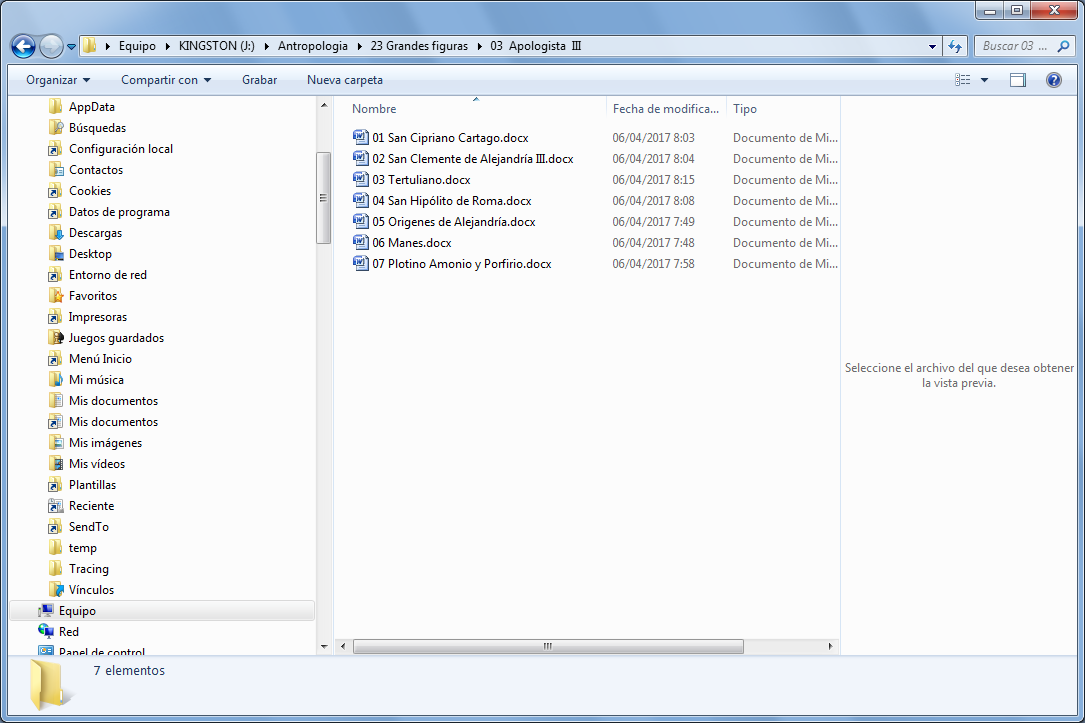 Equipo KINGSTON (J:) Antropologia 23 Grandes figuras 03 Apologista III
Buscar 03 ...
Organizar Compartir con Grabar Nueva carpeta
AppData
Búsquedas
Configuración local
Contactos
Cookies
Datos de programa
Descargas
Desktop
Entorno de red
Favoritos
Impresoras
Juegos guardados
Menú Inicio
Mi música
Mis documentos
Mis documentos
Mis imágenes
Mis vídeos
Plantillas
Reciente
SendTo
temp
Tracing
Vínculos
Equipo
Red
Panel de control
Nombre Fecha de modifica... Tipo
01 San Cipriano Cartago.docx 06/04/2017 8:03 Documento de Mi...
02 San Clemente de Alejandría III.docx 06/04/2017 8:04 Documento de Mi...
03 Tertuliano.docx 06/04/2017 8:15 Documento de Mi...
04 San Hipólito de Roma.docx 06/04/2017 8:08 Documento de Mi...
05 Origenes de Alejandría.docx 06/04/2017 7:49 Documento de Mi...
06 Manes.docx 06/04/2017 7:48 Documento de Mi...
07 Plotino Amonio y Porfirio.docx 06/04/2017 7:58 Documento de Mi...
Seleccione el archivo del que desea obtener
la vista previa.
7 elementos